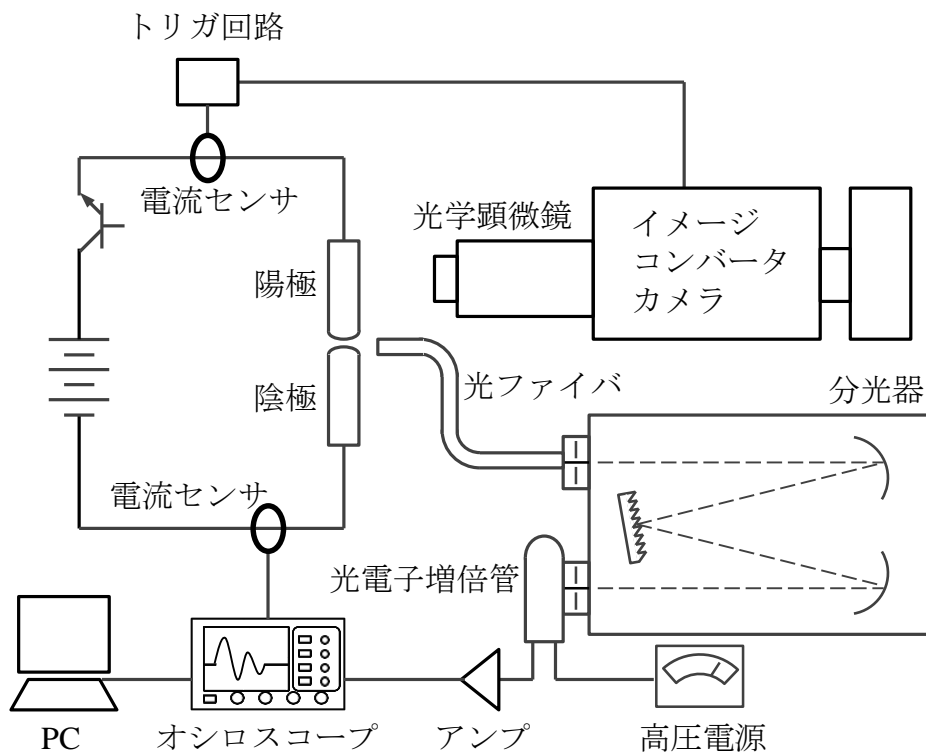 トリガ回路
電流センサ
光学顕微鏡
イメージ
コンバータ
カメラ
陽極
光ファイバ
分光器
陰極
電流センサ
光電子増倍管
PC
オシロスコープ
アンプ
高圧電源